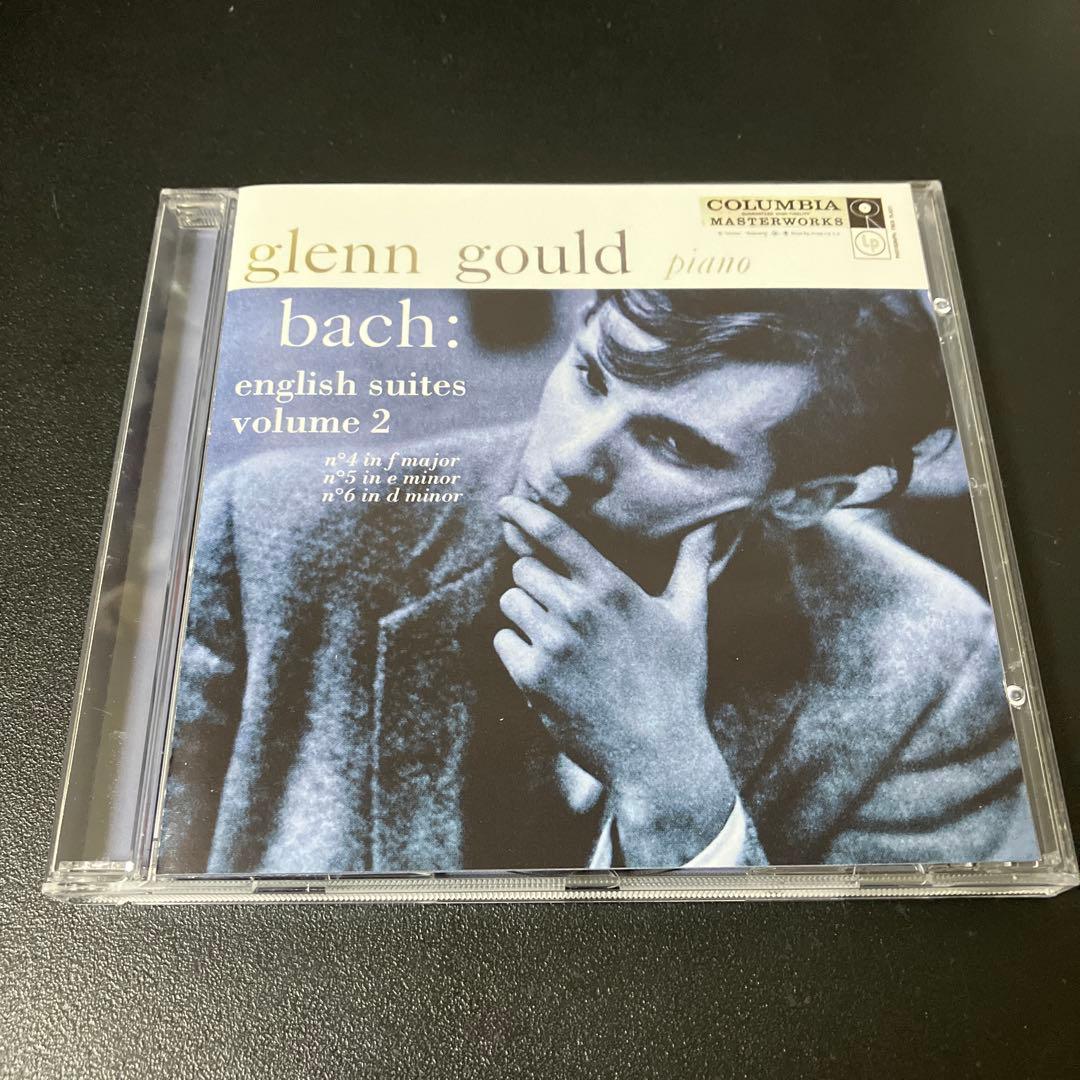 COLUMBIA
MASTERWORKS
Lp
glenn gould piano
bach:
english suites
volume 2
n°4 in f major
n°5 in e minor
n°6 in d minor